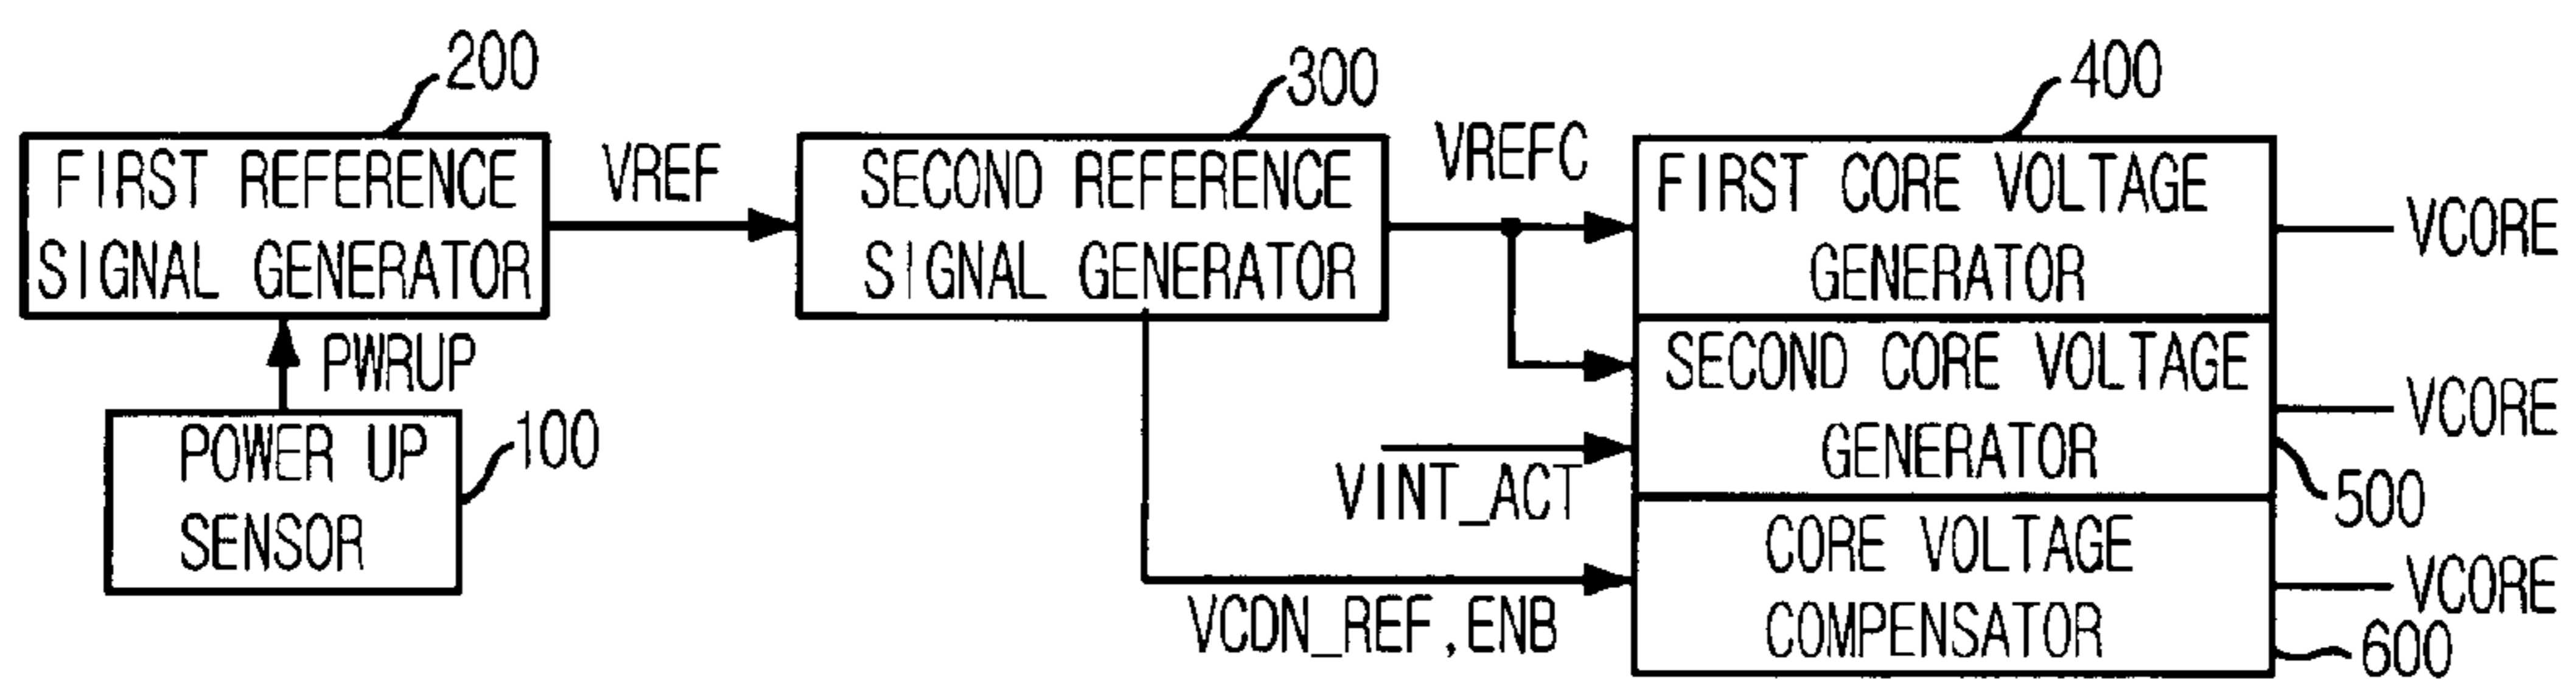 200
300
400
FIRST REFERENCE
SIGNAL GENERATOR
VREF
SECOND REFERENCE
SIGNAL GENERATOR
VREFC
FIRST CORE VOLTAGE
GENERATOR
VCORE
PWRUP
POWER UP
SENSOR
100
SECOND CORE VOLTAGE
GENERATOR
VCORE
VINT_ACT
500
CORE VOLTAGE
COMPENSATOR
VCORE
VCDN_REF,ENB
600